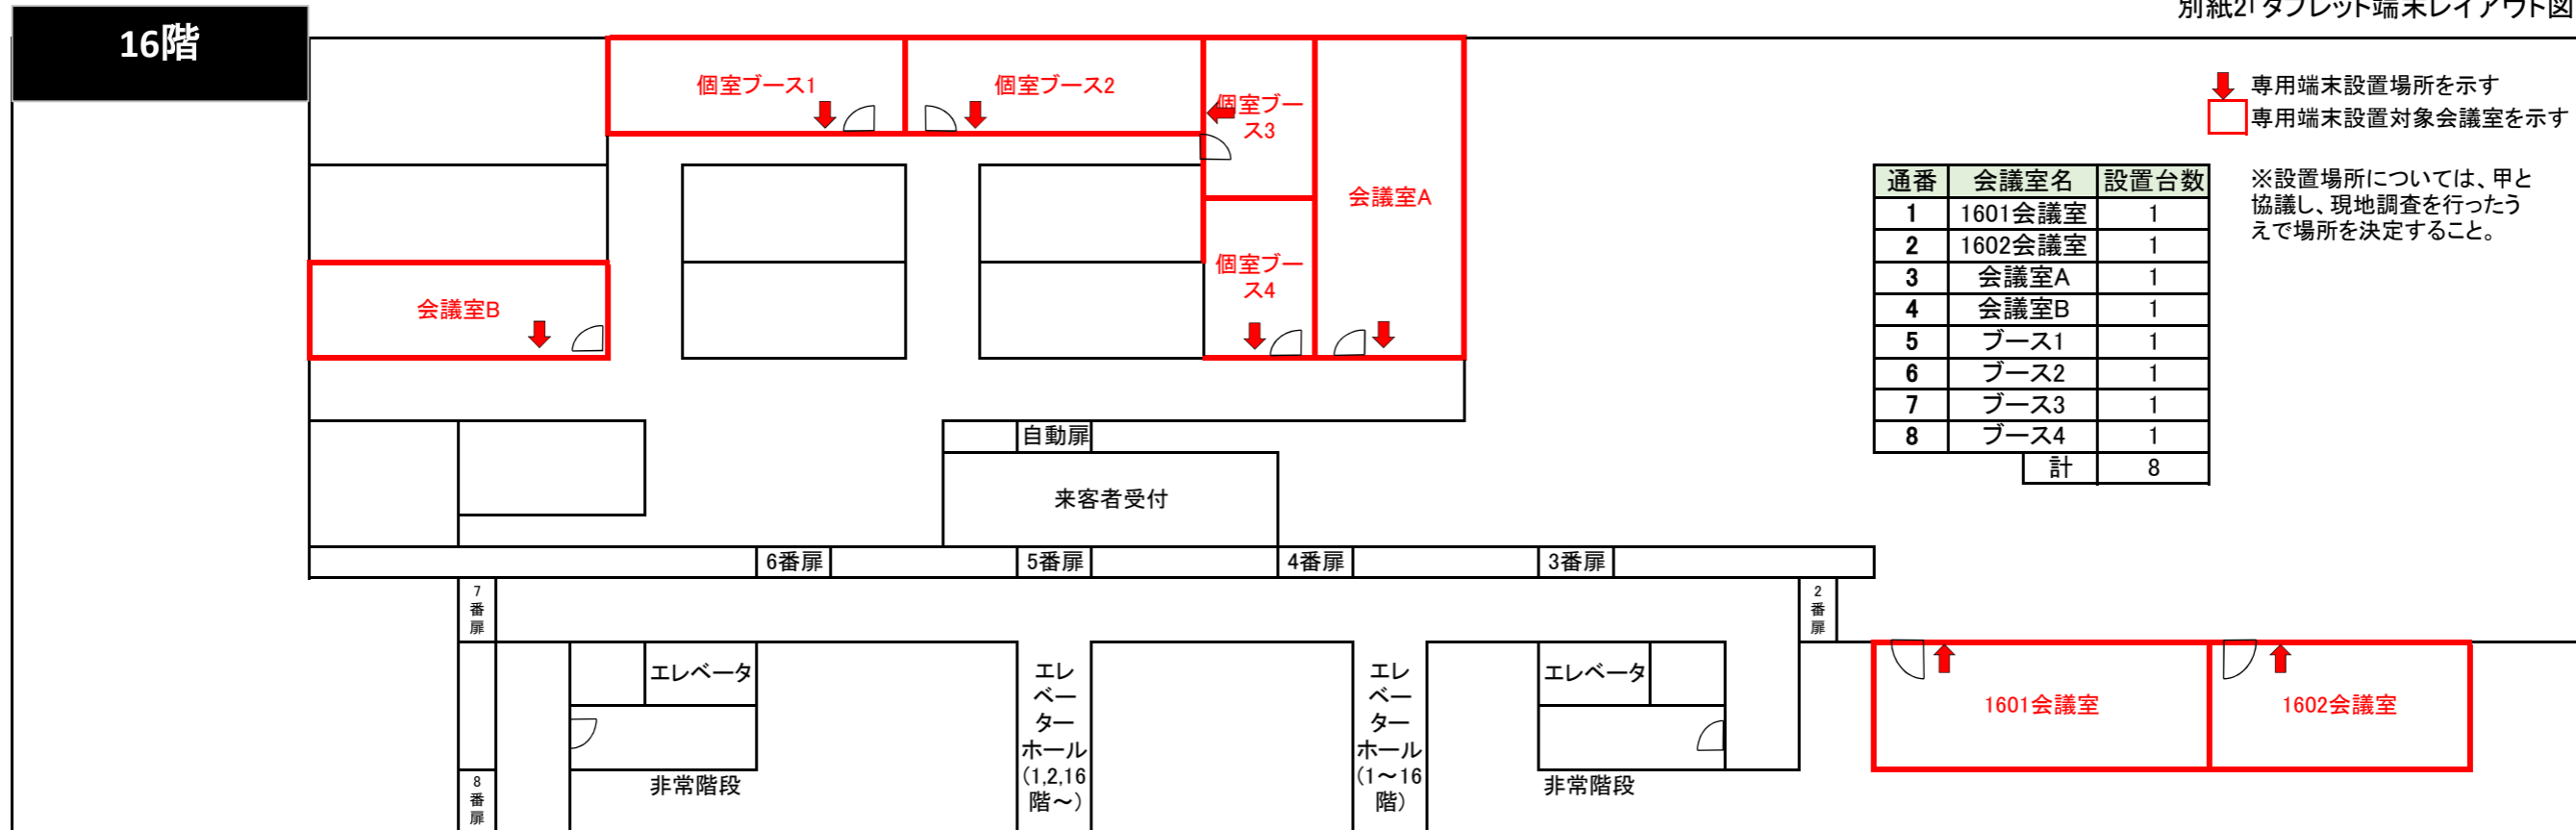 別紙2「タブレット端末レイアウト図
16階
個室ブース1
個室ブース2
個室ブー
ス3
会議室A
個室ブー
ス4
会議室B
専用端末設置場所を示す
専用端末設置対象会議室を示す
※設置場所については、甲と
協議し、現地調査を行ったう
えで場所を決定すること。
通番 会議室名 設置台数
1 1601会議室 1
2 1602会議室 1
3 会議室A 1
4 会議室B 1
5 ブース1 1
6 ブース2 1
7 ブース3 1
8 ブース4 1
計 8
自動扉
来客者受付
6番扉
5番扉
4番扉
3番扉
7
番
扉
2
番
扉
エレベータ
エレ
ベー
ター
ホール
(1,2,16
階~)
エレ
ベー
ター
ホール
(1~16
階)
エレベータ
1601会議室
1602会議室
非常階段
非常階段
8
番
扉